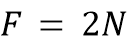 F = 2N